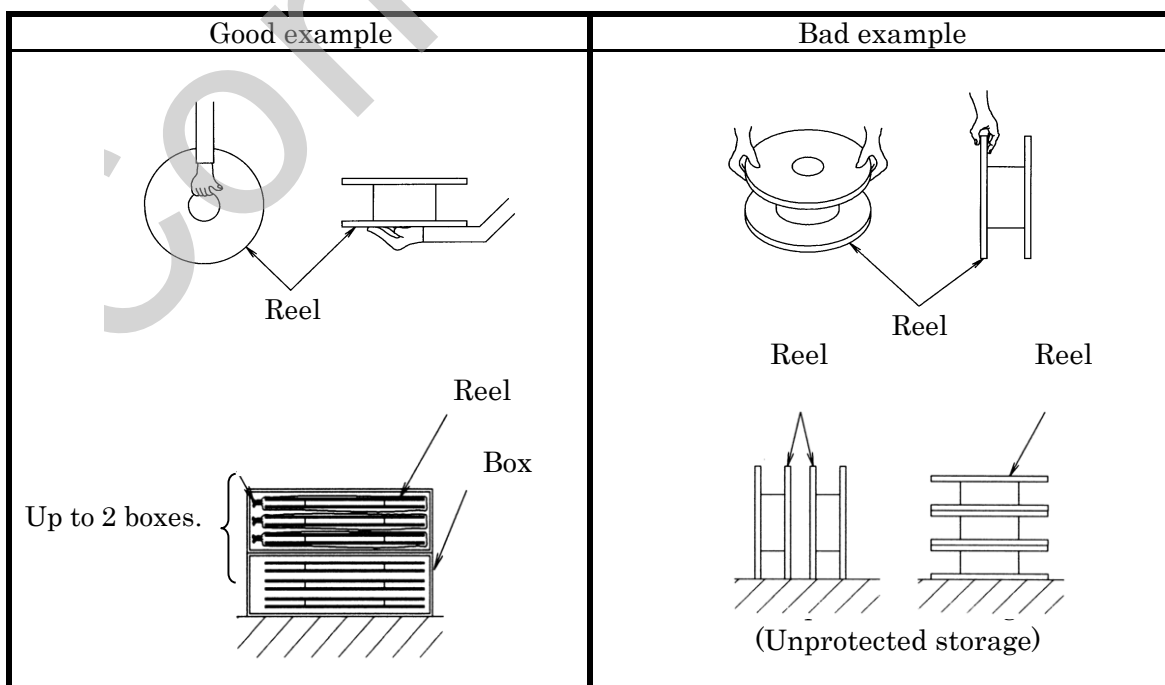 Good example
Bad example
Reel
Reel
Box
Up to 2 boxes.
Reel
Reel
Reel
(Unprotected storage)